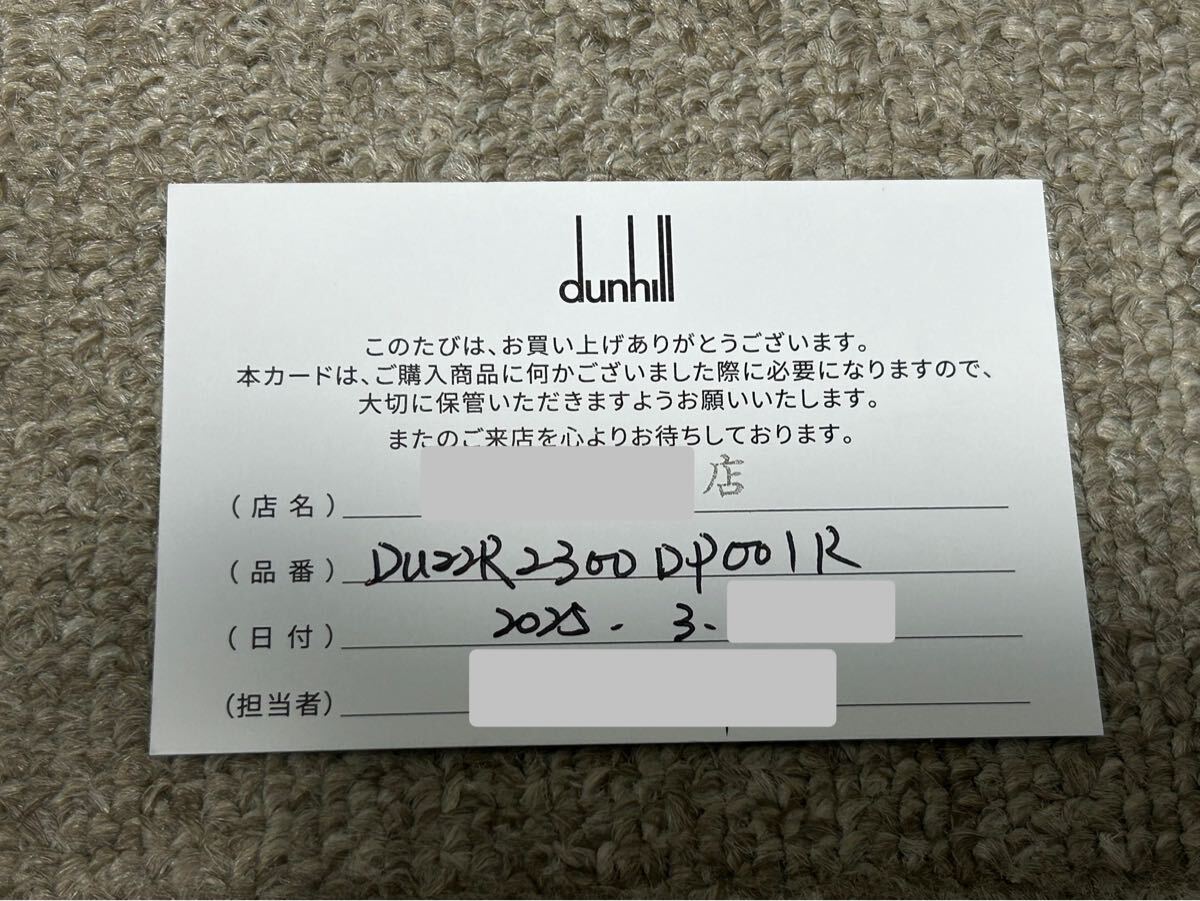 dunhill
このたびは、お買い上げありがとうございます。
本カードは、ご購入商品に何かございました際に必要になりますので、
大切に保管いただきますようお願いいたします。
またのご来店を心よりお待ちしております。
(店名) 店
(品番) DU22R2300DP001R
(日付) 2025. 3.
(担当者)